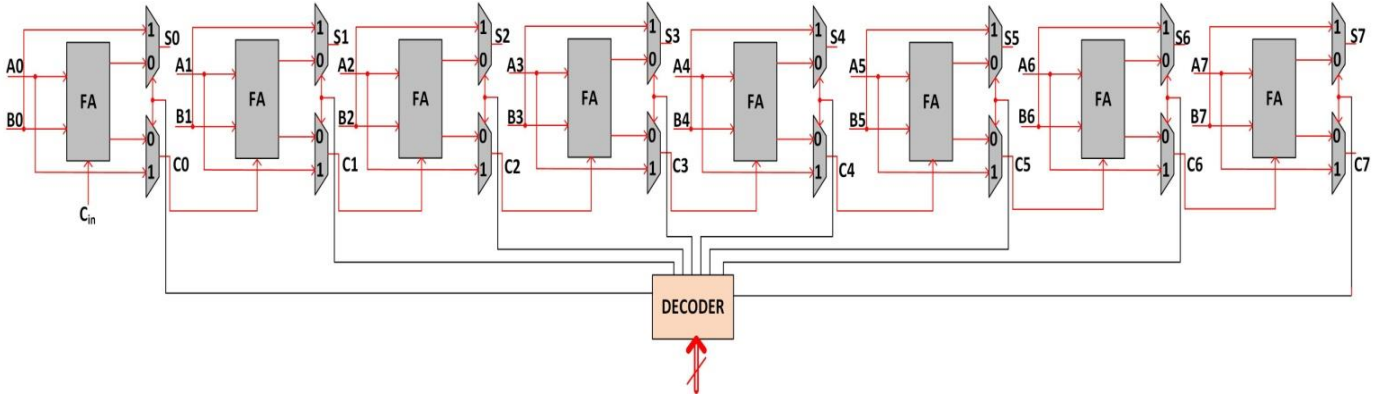 1 S0 1 S1 1 S2 1 S3 1 S4 1 S5 1 S6 1 S7
0 0 0 0 0 0 0 0
A0 A1 A2 A3 A4 A5 A6 A7
FA FA FA FA FA FA FA FA
B0 B1 B2 B3 B4 B5 B6 B7
0 0 0 0 0 0 0 0
1 C0 1 C1 1 C2 1 C3 1 C4 1 C5 1 C6 1 C7
Cin
DECODER